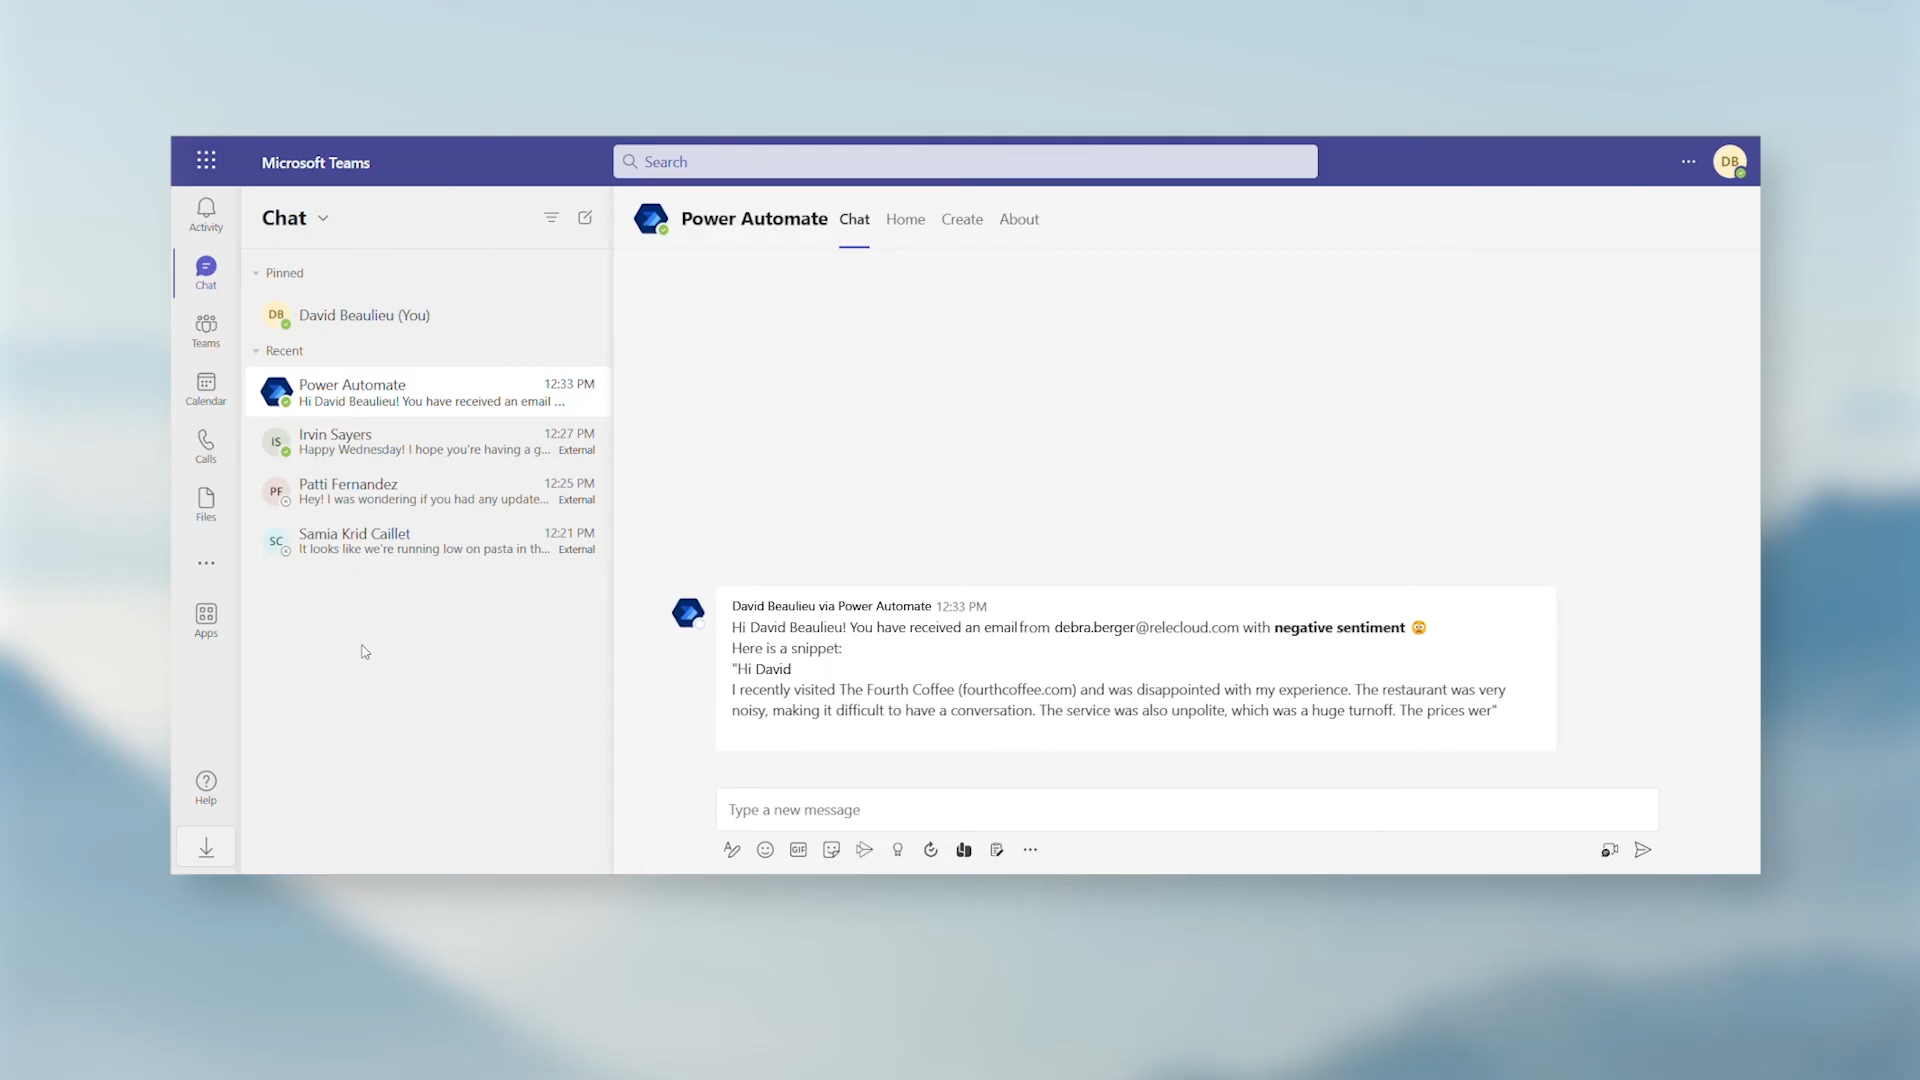 Microsoft Teams
Search
DB
Activity
Chat
Teams
Calendar
Calls
Files
Apps
Help
Chat
Pinned
DB David Beaulieu (You)
Recent
Power Automate 12:33 PM
Hi David Beaulieu! You have received an email ...
IS Irvin Sayers 12:27 PM
Happy Wednesday! I hope you're having a g... External
PF Patti Fernandez 12:25 PM
Hey! I was wondering if you had any update... External
SC Samia Krid Caillet 12:21 PM
It looks like we're running low on pasta in th... External
Power Automate Chat Home Create About
David Beaulieu via Power Automate 12:33 PM
Hi David Beaulieu! You have received an email from debra.berger@relecloud.com with negative sentiment 😨
Here is a snippet:
"Hi David
I recently visited The Fourth Coffee (fourthcoffee.com) and was disappointed with my experience. The restaurant was very
noisy, making it difficult to have a conversation. The service was also unpolite, which was a huge turnoff. The prices wer"
Type a new message
GIF